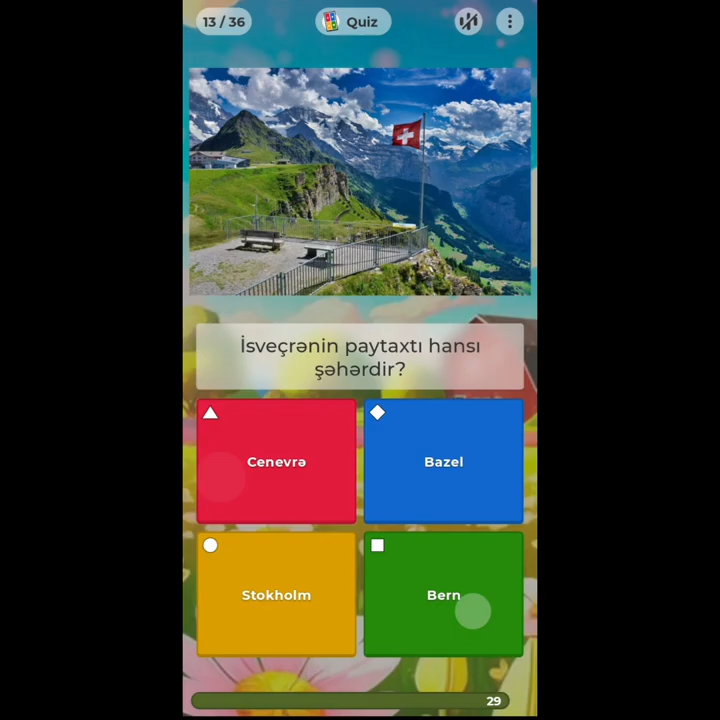 13 / 36
Quiz
İsveçrənin paytaxtı hansı
şəhərdir?
Cenevrə
Bazel
Stokholm
Bern
29